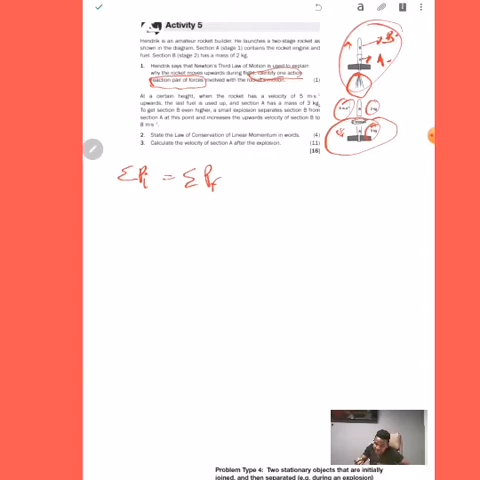 Activity 5
Hendrik is an amateur rocket builder. He launches a two-stage rocket as
shown in the diagram. Section A (stage 1) contains the rocket engine and
fuel. Section B (stage 2) has a mass of 2 kg.
1. Hendrik says that Newton's Third Law of Motion is used to explain
why the rocket moves upwards during flight. Identify one action
reaction pair of forces involved with the rocket's motion. (1)
At a certain height, when the rocket has a velocity of 5 m·s⁻¹
upwards, the last fuel is used up, and section A has a mass of 3 kg.
To get section B even higher, a small explosion separates section B from
section A at this point and increases the upwards velocity of section B to
8 m·s⁻¹.
2. State the Law of Conservation of Linear Momentum in words. (4)
3. Calculate the velocity of section A after the explosion. (11)
[16]
B
A
ΣPi = ΣPf
Problem Type 4: Two stationary objects that are initially
joined, and then separated (e.g. during an explosion)